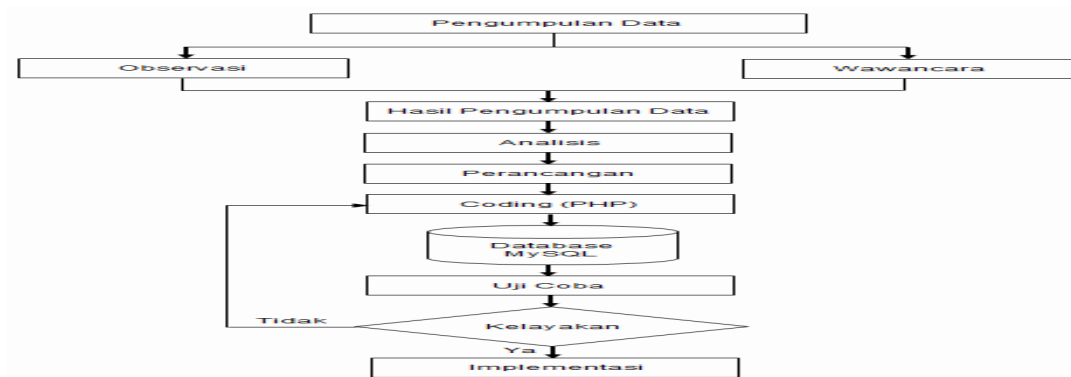 Pengumpulan Data
Observasi
Wawancara
Hasil Pengumpulan Data
Analisis
Perancangan
Coding (PHP)
Database
MySQL
Uji Coba
Tidak
Kelayakan
Ya
Implementasi